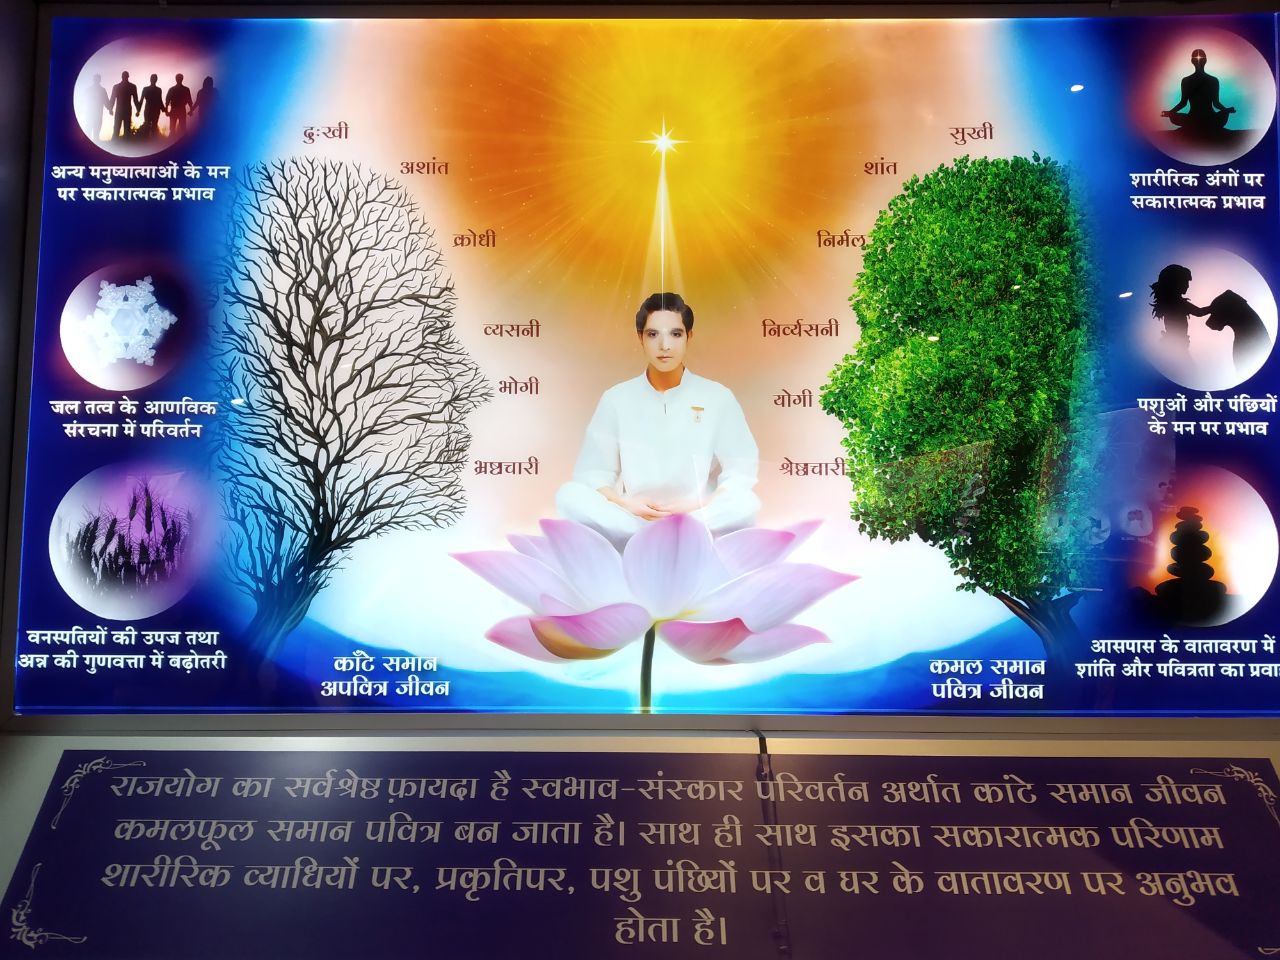 अन्य मनुष्यात्माओं के मन
पर सकारात्मक प्रभाव
जल तत्व के आणविक
संरचना में परिवर्तन
वनस्पतियों की उपज तथा
अन्न की गुणवत्ता में बढ़ोतरी
दुःखी
अशांत
क्रोधी
व्यसनी
भोगी
भ्रष्टाचारी
काँटे समान
अपवित्र जीवन
सुखी
शांत
निर्मल
निर्व्यसनी
योगी
श्रेष्ठाचारी
कमल समान
पवित्र जीवन
शारीरिक अंगों पर
सकारात्मक प्रभाव
पशुओं और पंछियों
के मन पर प्रभाव
आसपास के वातावरण में
शांति और पवित्रता का
राजयोग का सर्वश्रेष्ठ फ़ायदा है स्वभाव-संस्कार परिवर्तन अर्थात कांटे समान जीवन
कमलफूल समान पवित्र बन जाता है। साथ ही साथ इसका सकारात्मक परिणाम
शारीरिक व्याधियों पर, प्रकृतिपर, पशु पंछियों पर व घर के वातावरण पर अनुभव
होता है।